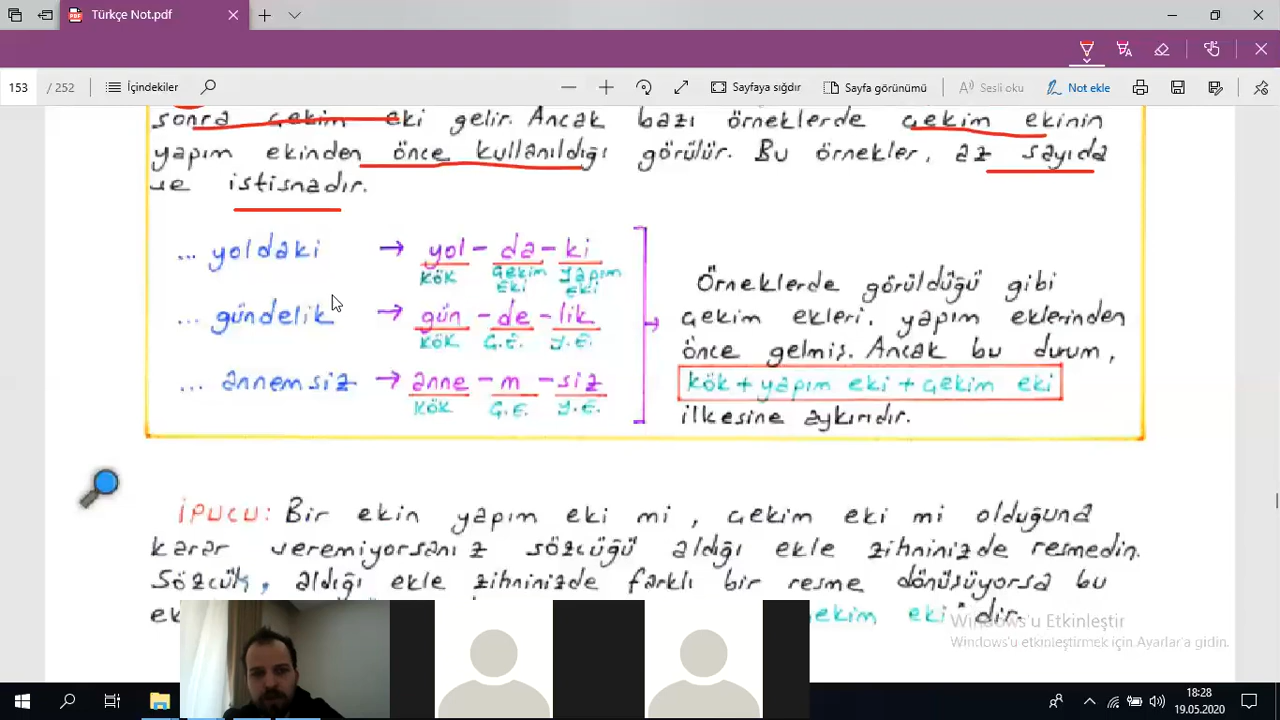 Türkçe Not.pdf
153 / 252 İçindekiler Sayfaya sığdır Sayfa görünümü Sesli oku Not ekle
sonra çekim eki gelir. Ancak bazı örneklerde çekim ekinin
yapım ekinden önce kullanıldığı görülür. Bu örnekler, az sayıda
ve istisnadır.
... yoldaki → yol - da - ki
kök çekim eki yapım eki
... gündelik → gün - de - lik
kök Ç.E. Y.E.
... annemsiz → anne - m - siz
kök Ç.E. Y.E.
Örneklerde görüldüğü gibi
çekim ekleri, yapım eklerinden
önce gelmiş. Ancak bu durum,
kök + yapım eki + çekim eki
ilkesine aykırıdır.
İPUCU: Bir ekin yapım eki mi, çekim eki mi olduğuna
karar veremiyorsanız sözcüğü aldığı ekle zihninizde resmedin.
Sözcük, aldığı ekle zihninizde farklı bir resme dönüşüyorsa bu
eki" dir.
Windows'u Etkinleştir
Windows'u etkinleştirmek için Ayarlar'a gidin.
18:28
19.05.2020